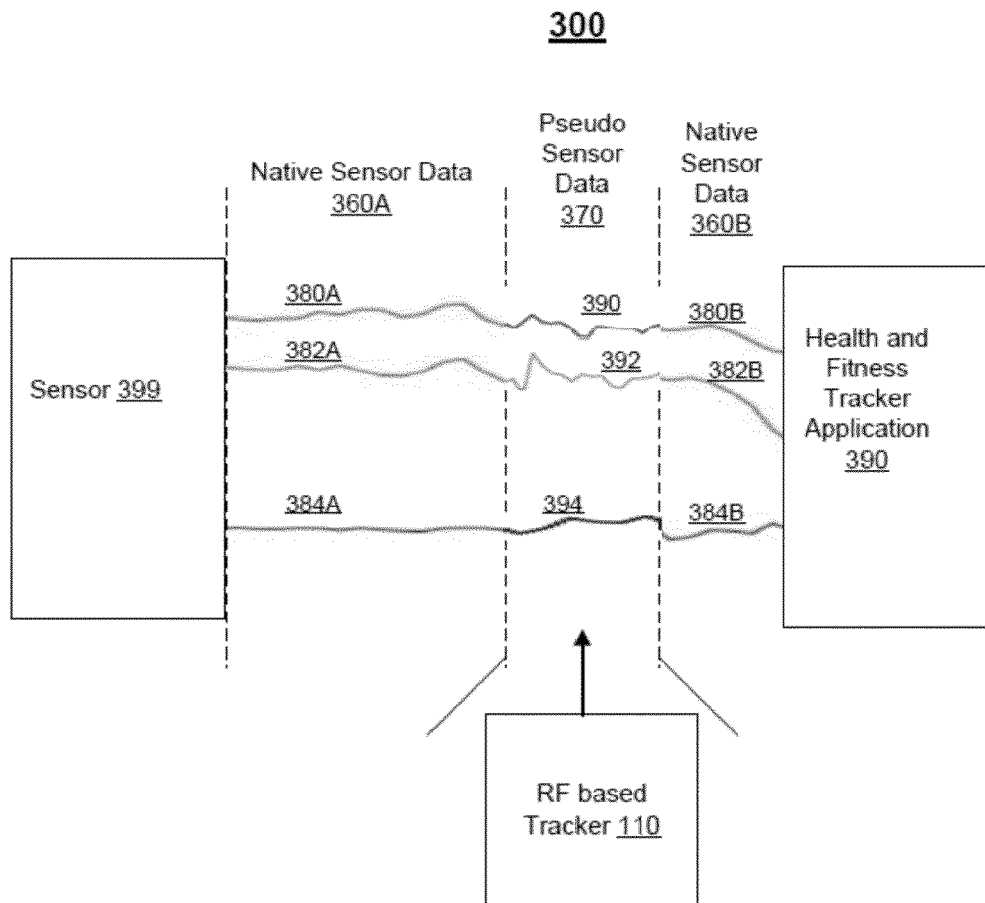 300
Native Sensor Data
360A
Pseudo
Sensor
Data
370
Native
Sensor
Data
360B
380A
390
380B
382A
392
382B
384A
394
384B
Sensor 399
Health and
Fitness
Tracker
Application
390
RF based
Tracker 110